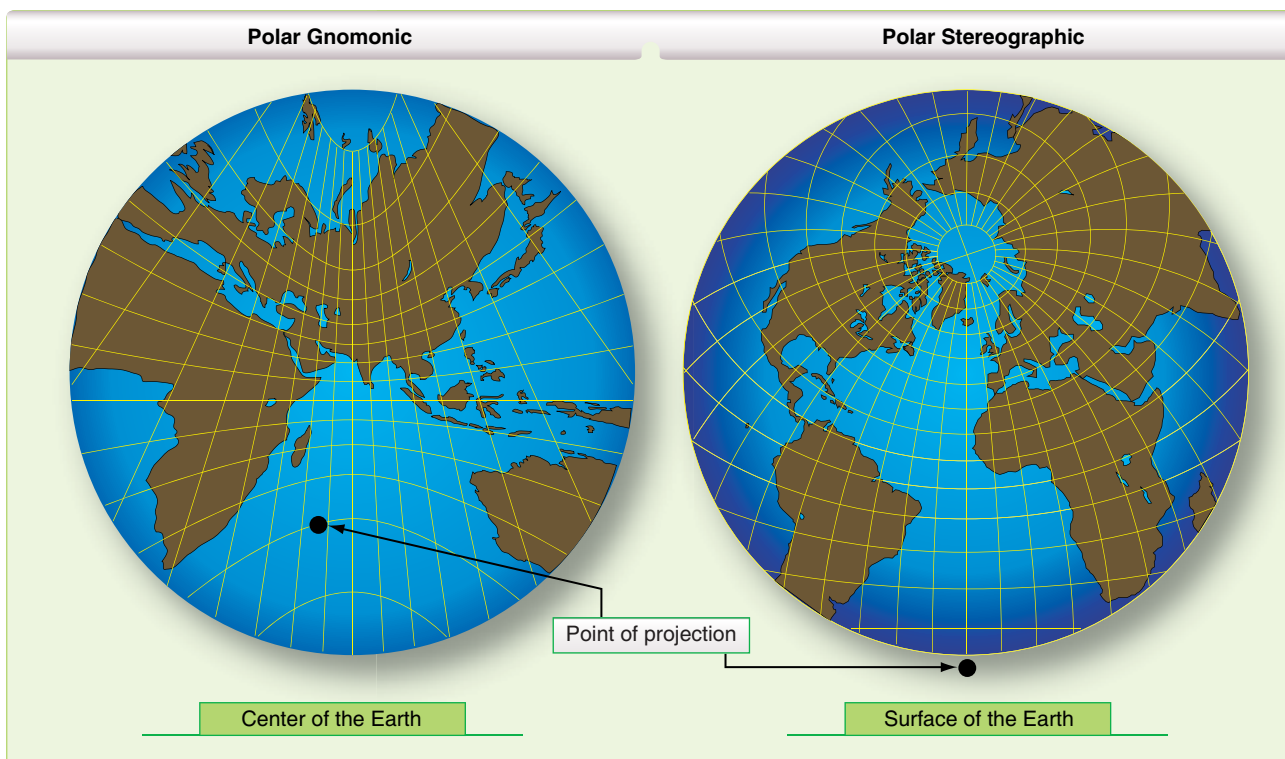 Polar Gnomonic
Polar Stereographic
Point of projection
Center of the Earth
Surface of the Earth